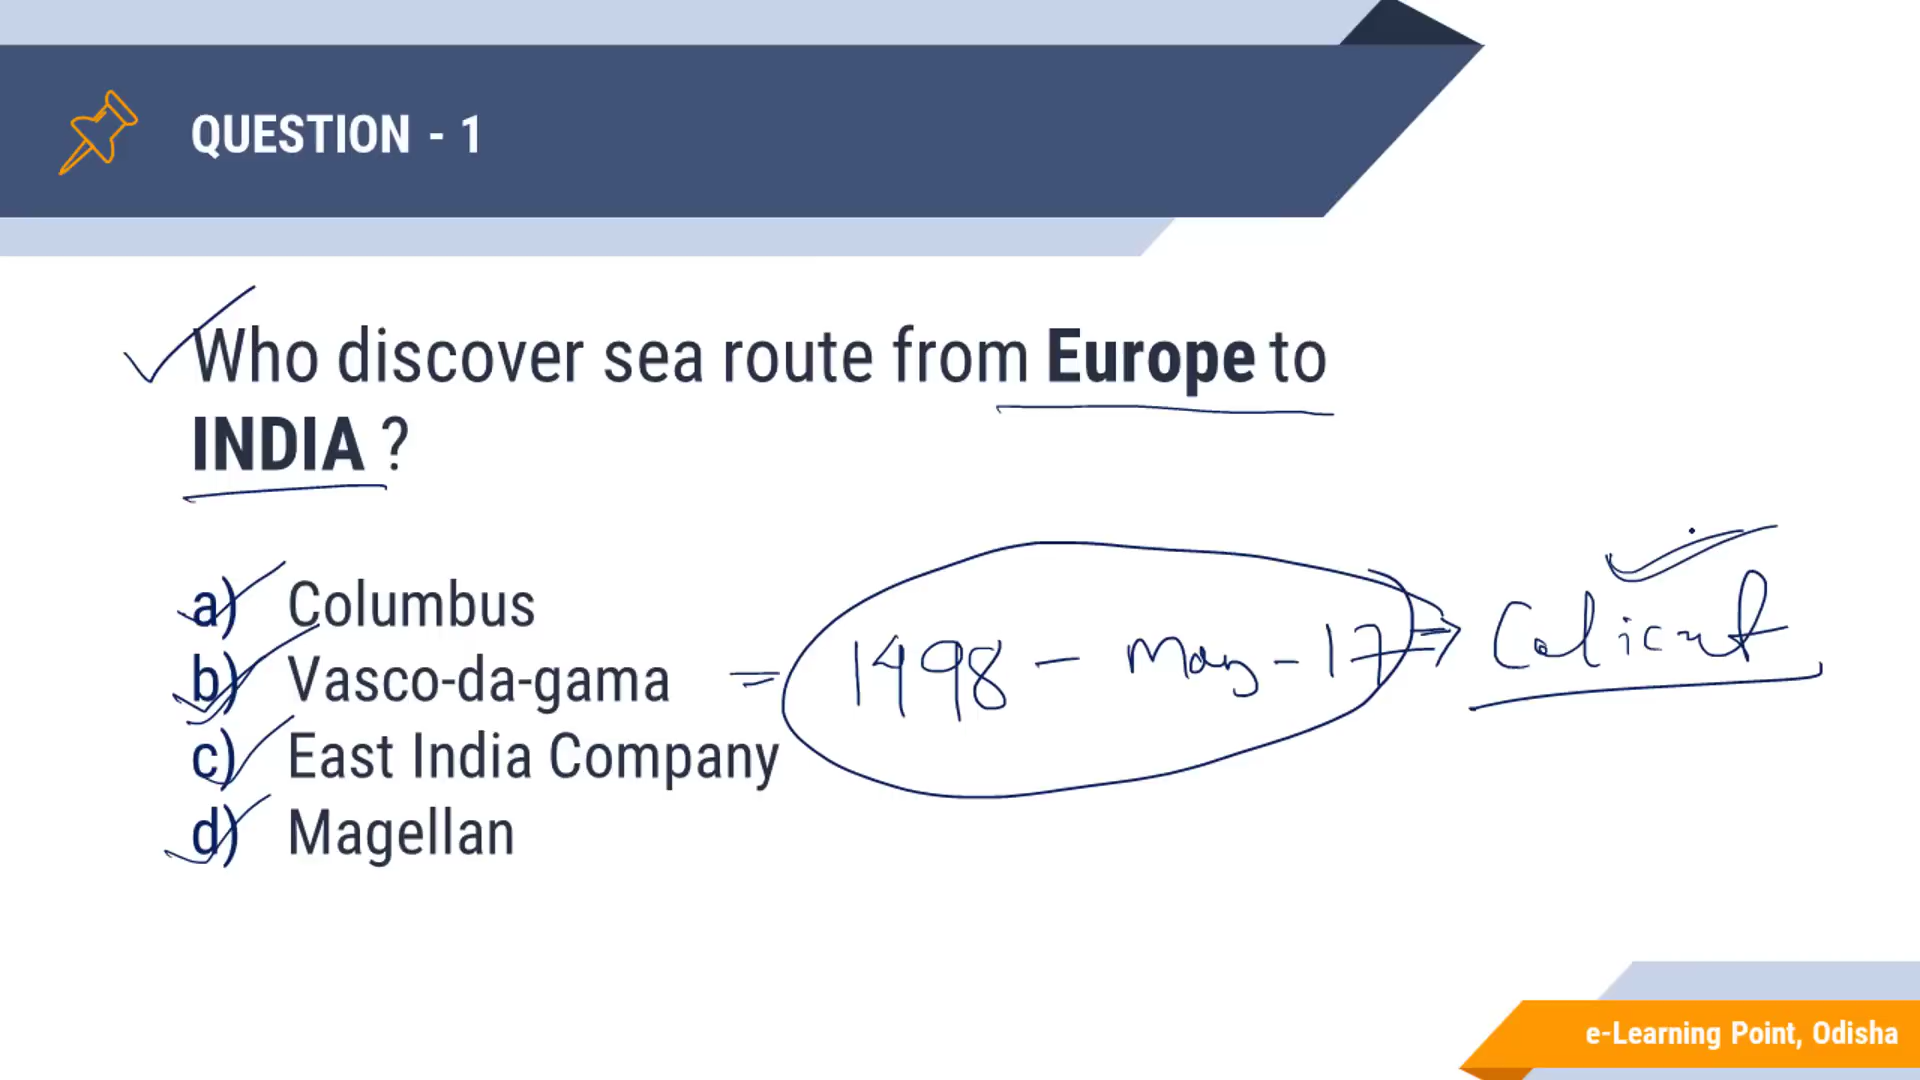 QUESTION - 1
Who discover sea route from Europe to
INDIA ?
a) Columbus
b) Vasco-da-gama = 1498 - May - 17 ⇒ Calicut
c) East India Company
d) Magellan
e-Learning Point, Odisha